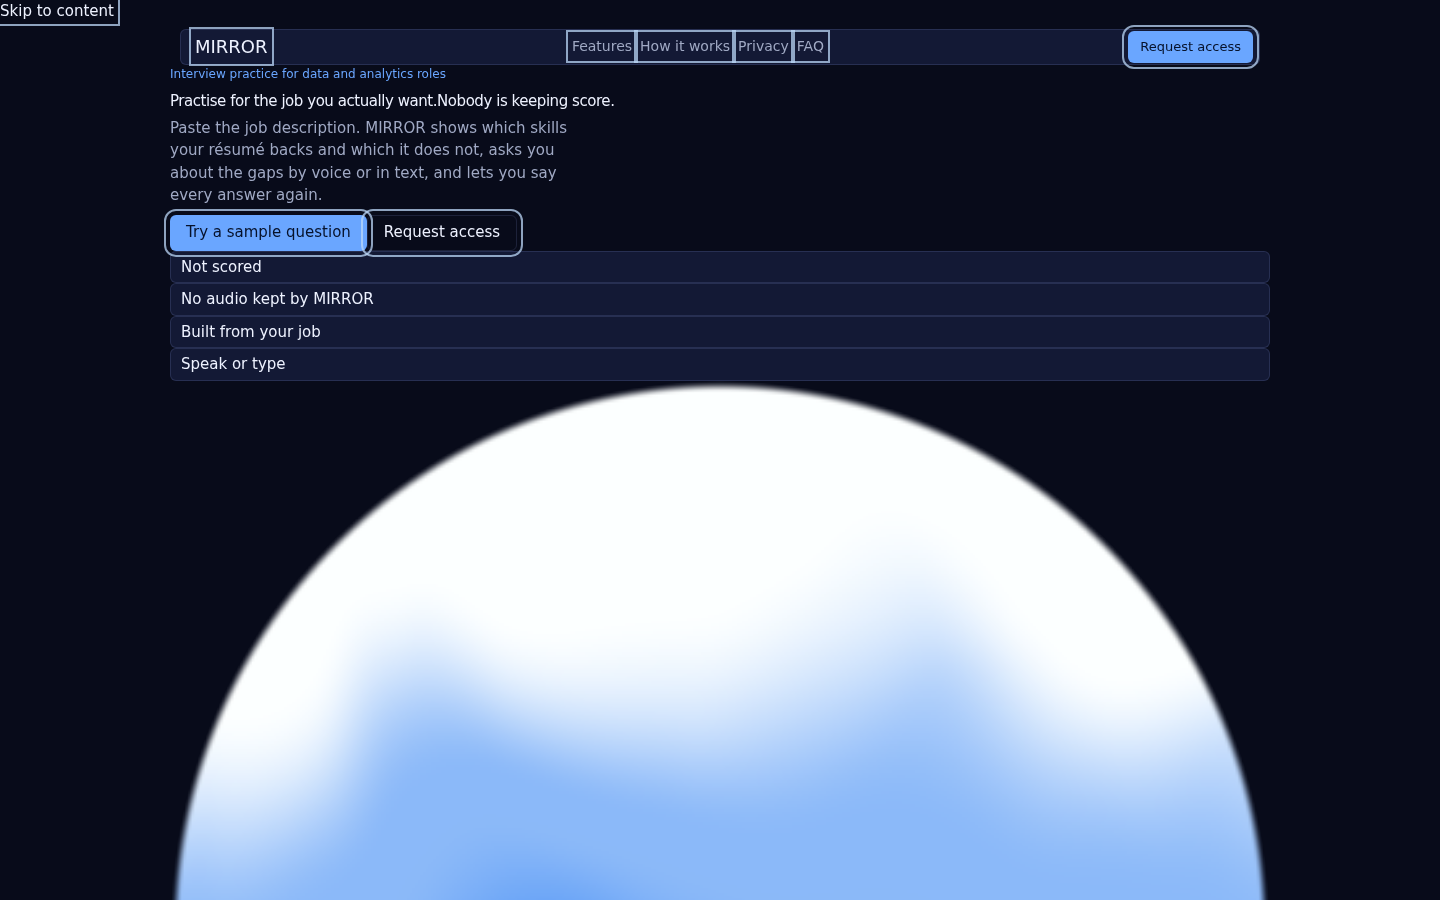 Skip to content
MIRROR Features How it works Privacy FAQ Request access
Interview practice for data and analytics roles
Practise for the job you actually want.Nobody is keeping score.
Paste the job description. MIRROR shows which skills
your résumé backs and which it does not, asks you
about the gaps by voice or in text, and lets you say
every answer again.
Try a sample question Request access
Not scored
No audio kept by MIRROR
Built from your job
Speak or type